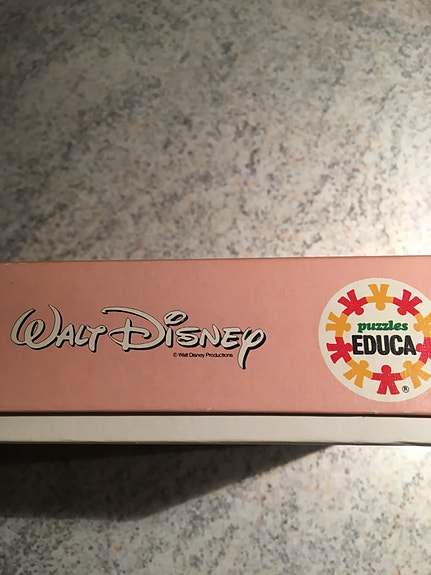 WALT DISNEY
© Walt Disney Productions
puzzles
EDUCA
®